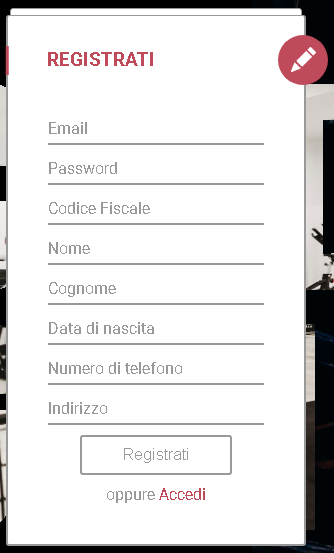 REGISTRATI
Email
Password
Codice Fiscale
Nome
Cognome
Data di nascita
Numero di telefono
Indirizzo
Registrati
oppure Accedi